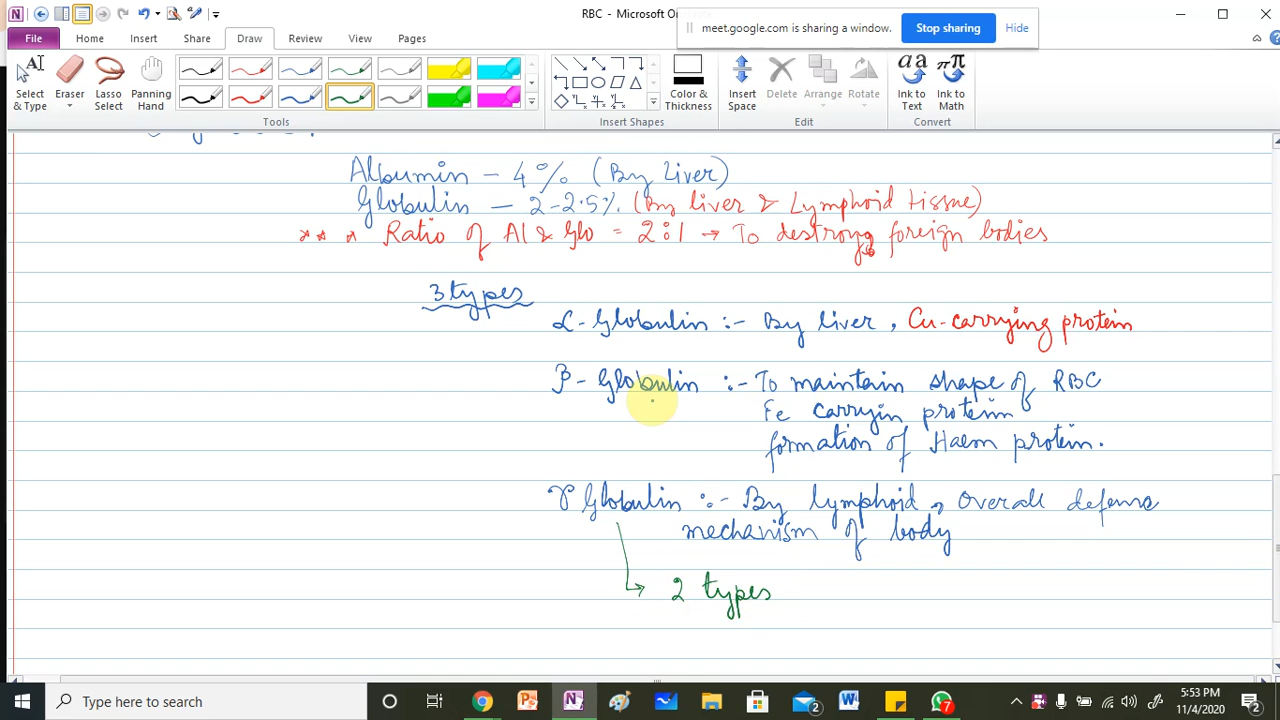 RBC - Microsoft On
meet.google.com is sharing a window.
Stop sharing
Hide
File
Home
Insert
Share
Draw
Review
View
Pages
Select & Type
Eraser
Lasso Select
Panning Hand
Color & Thickness
Insert Space
Delete
Arrange
Rotate
Ink to Text
Ink to Math
Tools
Insert Shapes
Edit
Convert
Albumin - 4% (By Liver)
Globulin - 2-2.5% (By liver & Lymphoid tissue)
*** Ratio of Al & Glo = 2:1 → To destroy foreign bodies
3 types
α-Globulin :- By liver, Cu-carrying protein
β-Globulin :- To maintain shape of RBC
Fe carryin protein
formation of Haem protein.
γ Globulin :- By lymphoid, Overall defense
mechanism of body
↳ 2 types
Type here to search
2
7
5:53 PM
11/4/2020
2